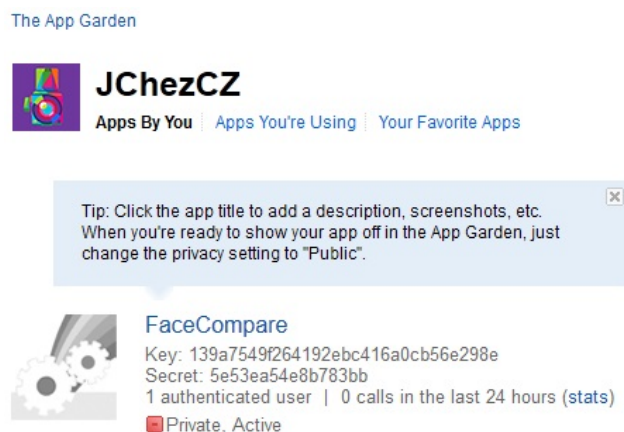 The App Garden
JChezCZ
Apps By You Apps You're Using Your Favorite Apps
Tip: Click the app title to add a description, screenshots, etc.
When you're ready to show your app off in the App Garden, just
change the privacy setting to "Public".
FaceCompare
Key: 139a7549f264192ebc416a0cb56e298e
Secret: 5e53ea54e8b783bb
1 authenticated user | 0 calls in the last 24 hours (stats)
Private, Active